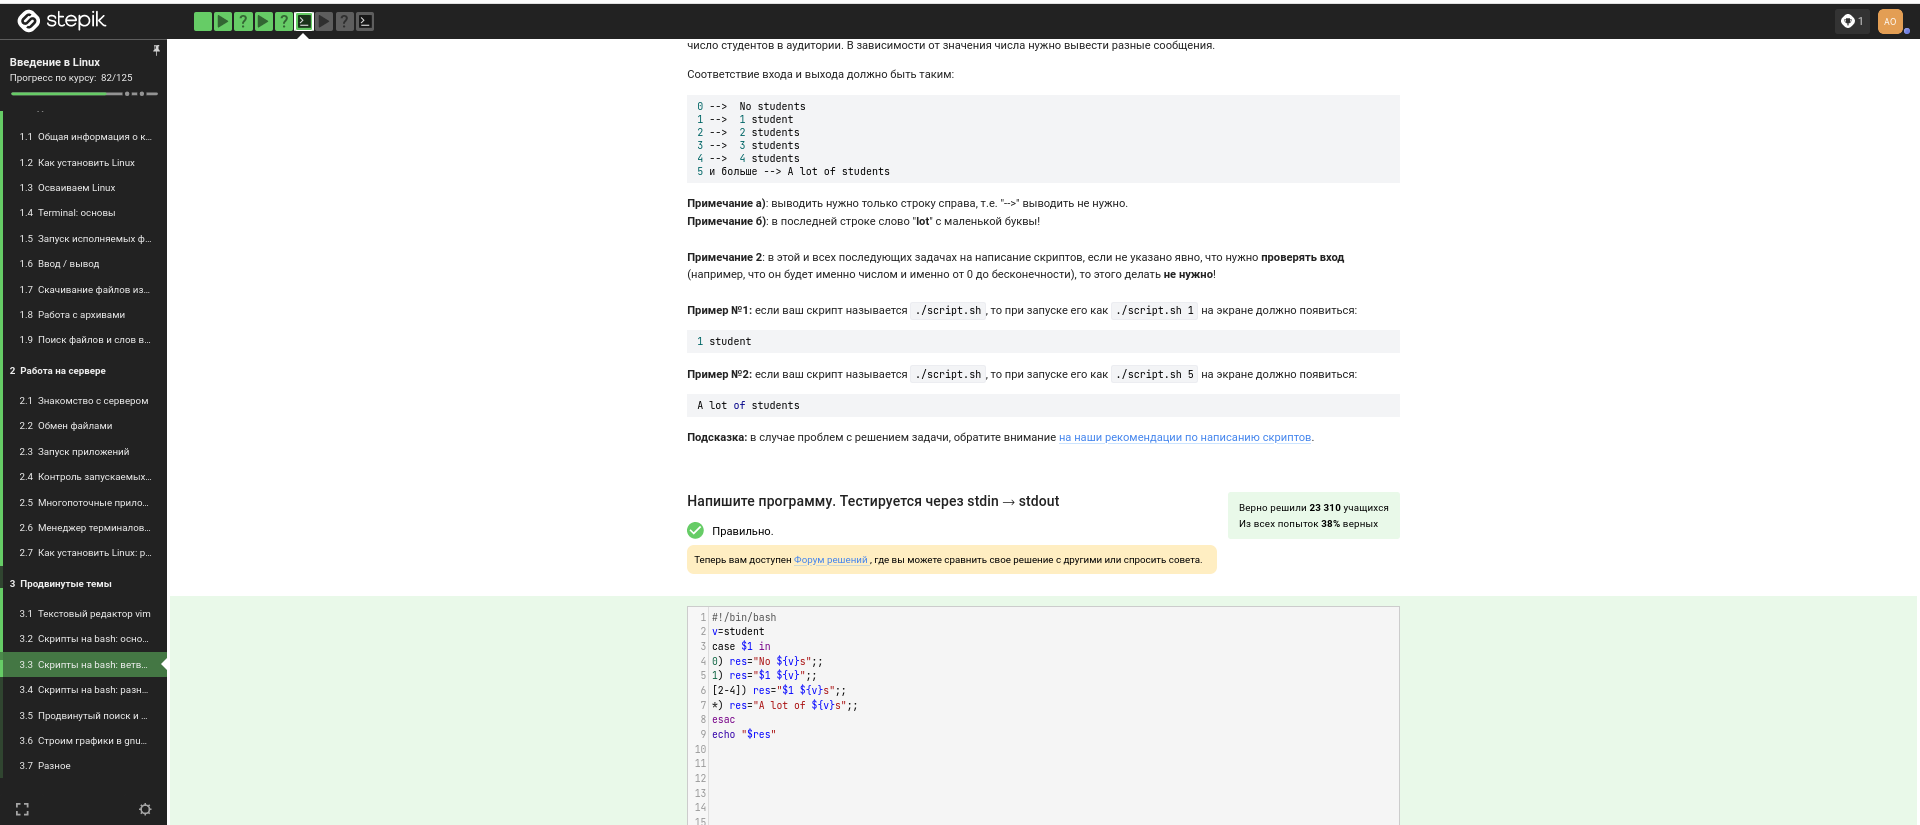 stepik
? ? ?
1
AO
Введение в Linux
Прогресс по курсу: 82/125
1.1 Общая информация о к...
1.2 Как установить Linux
1.3 Осваиваем Linux
1.4 Terminal: основы
1.5 Запуск исполняемых ф...
1.6 Ввод / вывод
1.7 Скачивание файлов из...
1.8 Работа с архивами
1.9 Поиск файлов и слов в...
2 Работа на сервере
2.1 Знакомство с сервером
2.2 Обмен файлами
2.3 Запуск приложений
2.4 Контроль запускаемых...
2.5 Многопоточные прило...
2.6 Менеджер терминалов...
2.7 Как установить Linux: р...
3 Продвинутые темы
3.1 Текстовый редактор vim
3.2 Скрипты на bash: осно...
3.3 Скрипты на bash: ветв...
3.4 Скрипты на bash: разн...
3.5 Продвинутый поиск и ...
3.6 Строим графики в gnu...
3.7 Разное
число студентов в аудитории. В зависимости от значения числа нужно вывести разные сообщения.
Соответствие входа и выхода должно быть таким:
0 -->  No students
1 -->  1 student
2 -->  2 students
3 -->  3 students
4 -->  4 students
5 и больше --> A lot of students
Примечание а): выводить нужно только строку справа, т.е. "-->" выводить не нужно.
Примечание б): в последней строке слово "lot" с маленькой буквы!
Примечание 2: в этой и всех последующих задачах на написание скриптов, если не указано явно, что нужно проверять вход
(например, что он будет именно числом и именно от 0 до бесконечности), то этого делать не нужно!
Пример №1: если ваш скрипт называется ./script.sh , то при запуске его как ./script.sh 1 на экране должно появиться:
1 student
Пример №2: если ваш скрипт называется ./script.sh , то при запуске его как ./script.sh 5 на экране должно появиться:
A lot of students
Подсказка: в случае проблем с решением задачи, обратите внимание на наши рекомендации по написанию скриптов.
Напишите программу. Тестируется через stdin → stdout
Верно решили 23 310 учащихся
Из всех попыток 38% верных
Правильно.
Теперь вам доступен Форум решений , где вы можете сравнить свое решение с другими или спросить совета.
1 #!/bin/bash
2 v=student
3 case $1 in
4 0) res="No ${v}s";;
5 1) res="$1 ${v}";;
6 [2-4]) res="$1 ${v}s";;
7 *) res="A lot of ${v}s";;
8 esac
9 echo "$res"
10
11
12
13
14
15